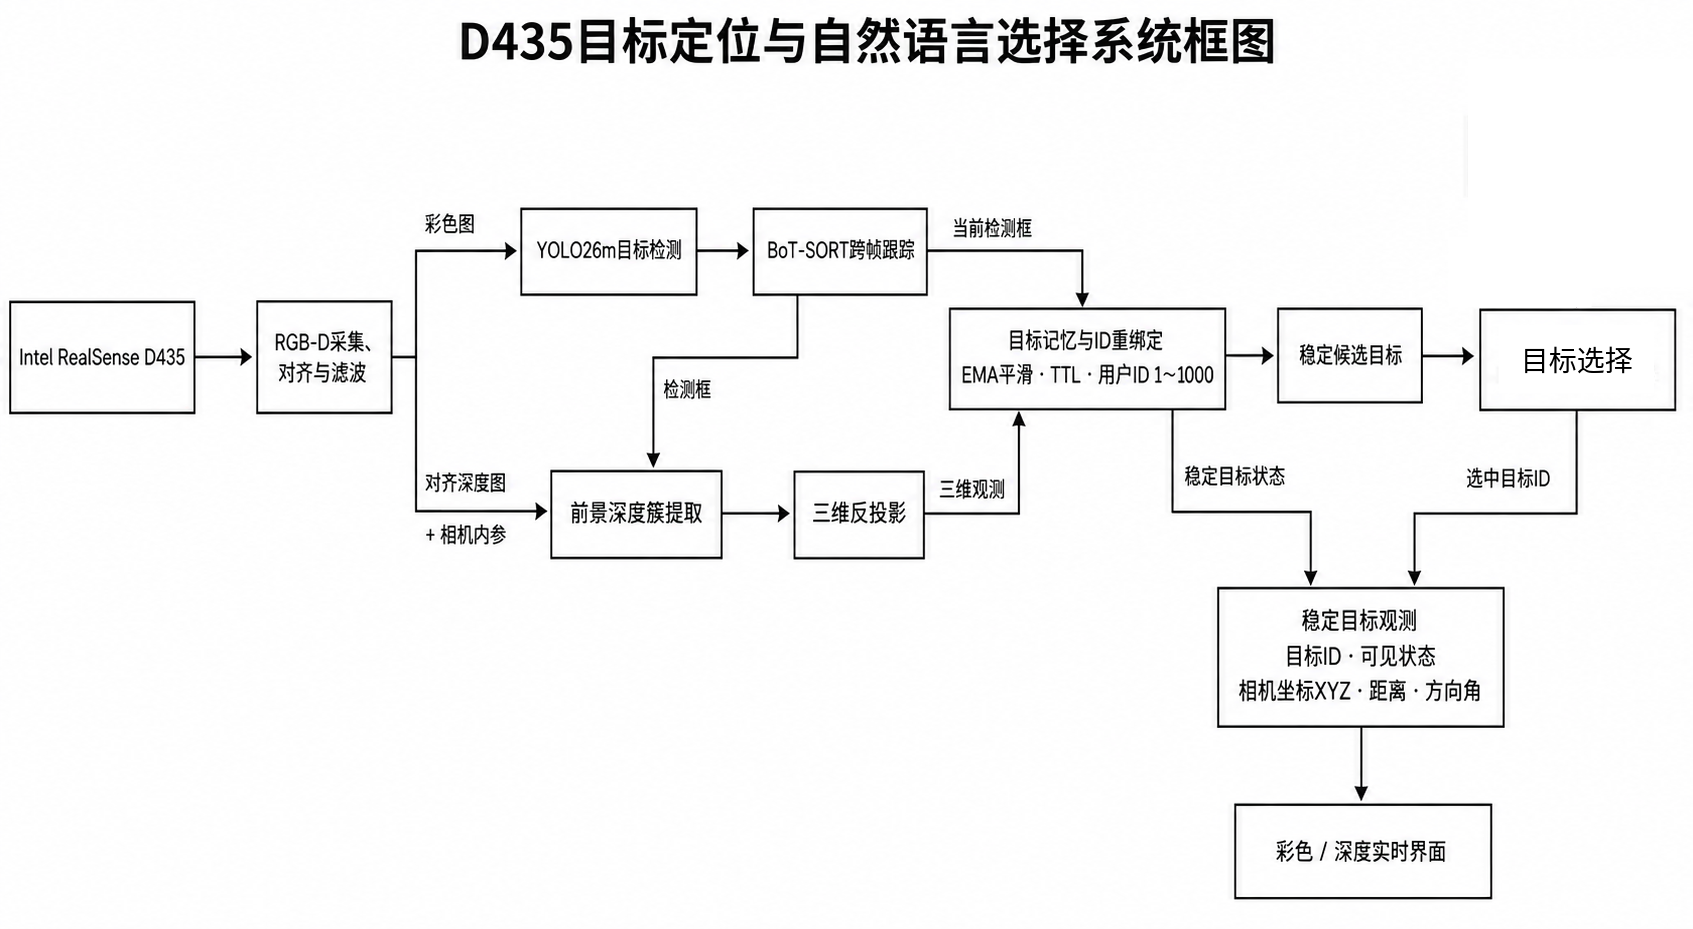 D435目标定位与自然语言选择系统框图
彩色图
YOLO26m目标检测
BoT-SORT跨帧跟踪
当前检测框
Intel RealSense D435
RGB-D采集、
对齐与滤波
目标记忆与ID重绑定
EMA平滑 · TTL · 用户ID 1~1000
稳定候选目标
目标选择
检测框
对齐深度图
+ 相机内参
前景深度簇提取
三维反投影
三维观测
稳定目标状态
选中目标ID
稳定目标观测
目标ID · 可见状态
相机坐标XYZ · 距离 · 方向角
彩色 / 深度实时界面